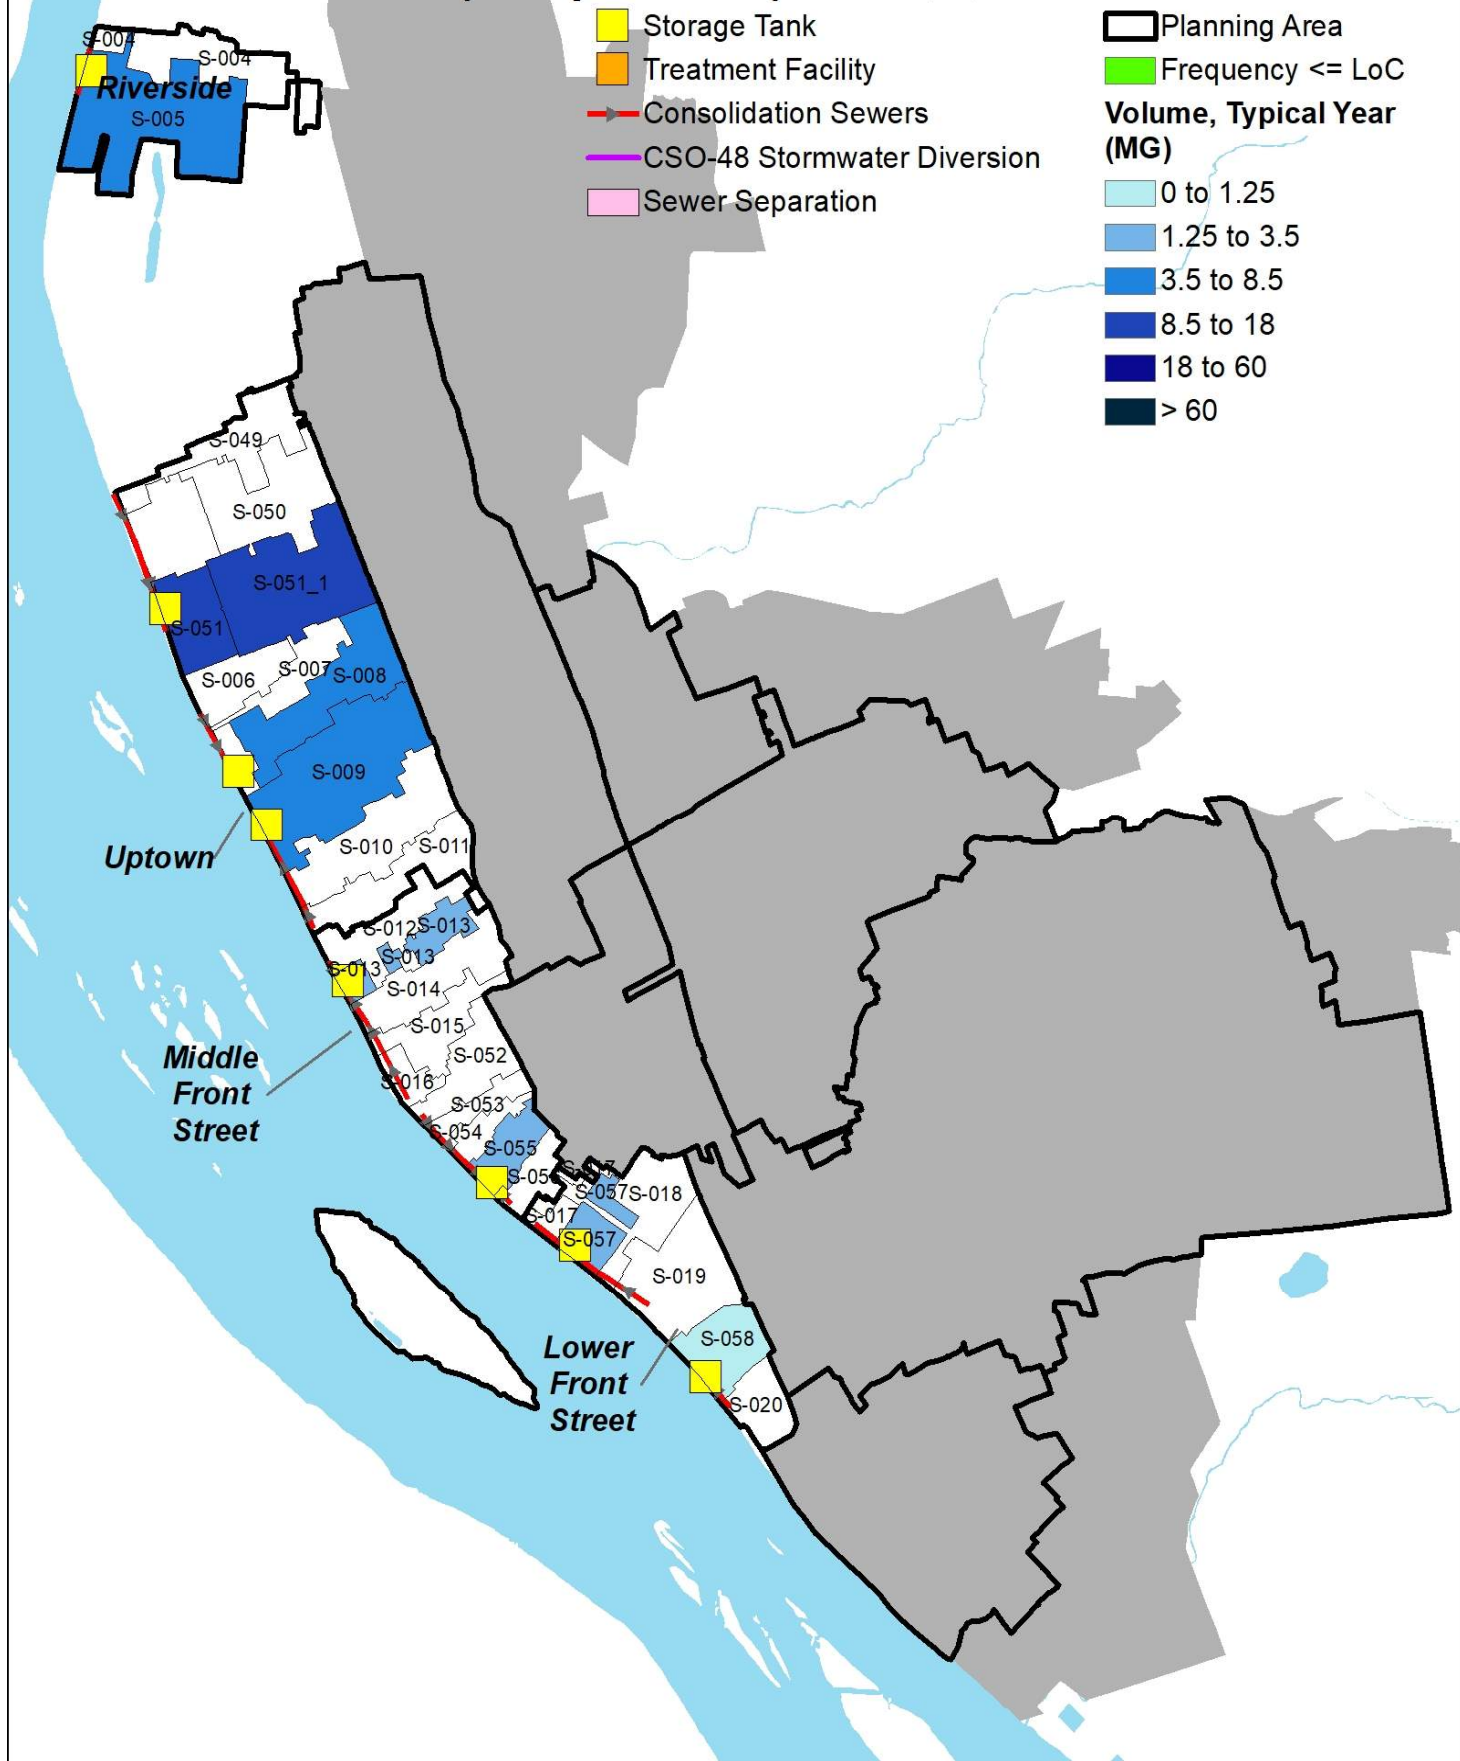 Storage Tank
Treatment Facility
Consolidation Sewers
CSO-48 Stormwater Diversion
Sewer Separation
Planning Area
Frequency <= LoC
Volume, Typical Year
(MG)
0 to 1.25
1.25 to 3.5
3.5 to 8.5
8.5 to 18
18 to 60
> 60
S-004
S-004
Riverside
S-005
S-049
S-050
S-051_1
S-051
S-007
S-008
S-006
S-009
S-010
S-011
Uptown
S-012
S-013
S-013
S-013
S-014
S-015
S-052
Middle
Front
Street
S-016
S-053
S-054
S-055
S-057
S-018
S-017
S-057
S-019
S-058
Lower
Front
Street
S-020